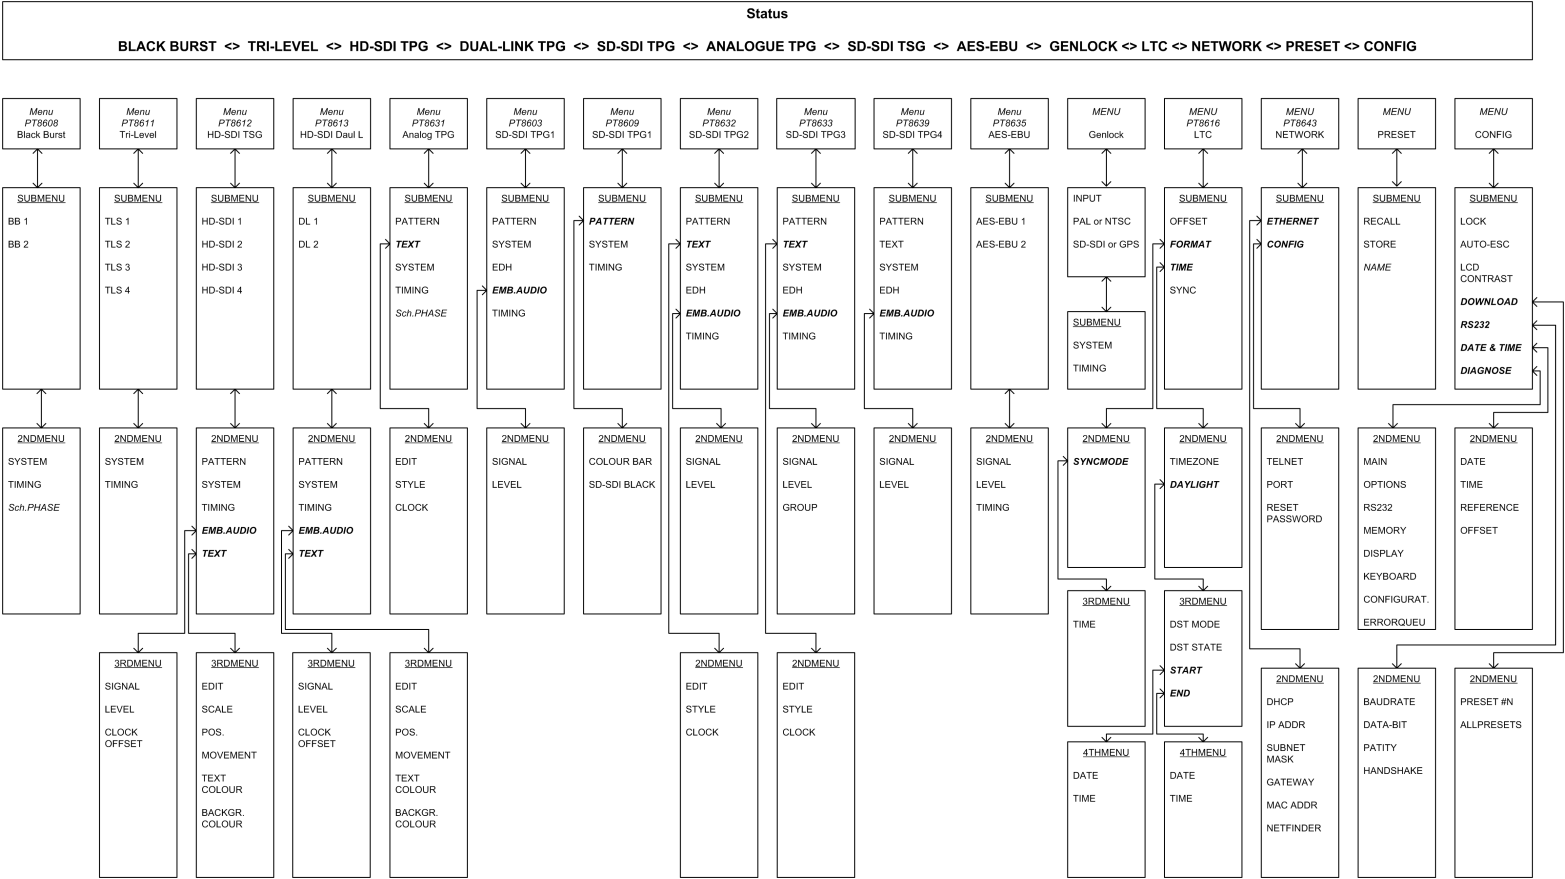 Status
BLACK BURST <> TRI-LEVEL <> HD-SDI TPG <> DUAL-LINK TPG <> SD-SDI TPG <> ANALOGUE TPG <> SD-SDI TSG <> AES-EBU <> GENLOCK <> LTC <> NETWORK <> PRESET <> CONFIG
Menu
PT8608
Black Burst
Menu
PT8611
Tri-Level
Menu
PT8612
HD-SDI TSG
Menu
PT8613
HD-SDI Daul L
Menu
PT8631
Analog TPG
Menu
PT8603
SD-SDI TPG1
Menu
PT8609
SD-SDI TPG1
Menu
PT8632
SD-SDI TPG2
Menu
PT8633
SD-SDI TPG3
Menu
PT8639
SD-SDI TPG4
Menu
PT8635
AES-EBU
MENU
Genlock
MENU
PT8616
LTC
MENU
PT8643
NETWORK
MENU
PRESET
MENU
CONFIG
SUBMENU
BB 1
BB 2
SUBMENU
TLS 1
TLS 2
TLS 3
TLS 4
SUBMENU
HD-SDI 1
HD-SDI 2
HD-SDI 3
HD-SDI 4
SUBMENU
DL 1
DL 2
SUBMENU
PATTERN
TEXT
SYSTEM
TIMING
Sch.PHASE
SUBMENU
PATTERN
SYSTEM
EDH
EMB.AUDIO
TIMING
SUBMENU
PATTERN
SYSTEM
TIMING
SUBMENU
PATTERN
TEXT
SYSTEM
EDH
EMB.AUDIO
TIMING
SUBMENU
PATTERN
TEXT
SYSTEM
EDH
EMB.AUDIO
TIMING
SUBMENU
PATTERN
TEXT
SYSTEM
EDH
EMB.AUDIO
TIMING
SUBMENU
AES-EBU 1
AES-EBU 2
INPUT
PAL or NTSC
SD-SDI or GPS
SUBMENU
SYSTEM
TIMING
SUBMENU
OFFSET
FORMAT
TIME
SYNC
SUBMENU
ETHERNET
CONFIG
SUBMENU
RECALL
STORE
NAME
SUBMENU
LOCK
AUTO-ESC
LCD
CONTRAST
DOWNLOAD
RS232
DATE & TIME
DIAGNOSE
2NDMENU
SYSTEM
TIMING
Sch.PHASE
2NDMENU
SYSTEM
TIMING
2NDMENU
PATTERN
SYSTEM
TIMING
EMB.AUDIO
TEXT
2NDMENU
PATTERN
SYSTEM
TIMING
EMB.AUDIO
TEXT
2NDMENU
EDIT
STYLE
CLOCK
2NDMENU
SIGNAL
LEVEL
2NDMENU
COLOUR BAR
SD-SDI BLACK
2NDMENU
SIGNAL
LEVEL
2NDMENU
SIGNAL
LEVEL
GROUP
2NDMENU
SIGNAL
LEVEL
2NDMENU
SIGNAL
LEVEL
TIMING
2NDMENU
SYNCMODE
2NDMENU
TIMEZONE
DAYLIGHT
2NDMENU
TELNET
PORT
RESET
PASSWORD
2NDMENU
MAIN
OPTIONS
RS232
MEMORY
DISPLAY
KEYBOARD
CONFIGURAT.
ERRORQUEU
2NDMENU
DATE
TIME
REFERENCE
OFFSET
3RDMENU
TIME
3RDMENU
DST MODE
DST STATE
START
END
3RDMENU
SIGNAL
LEVEL
CLOCK
OFFSET
3RDMENU
EDIT
SCALE
POS.
MOVEMENT
TEXT
COLOUR
BACKGR.
COLOUR
3RDMENU
SIGNAL
LEVEL
CLOCK
OFFSET
3RDMENU
EDIT
SCALE
POS.
MOVEMENT
TEXT
COLOUR
BACKGR.
COLOUR
2NDMENU
EDIT
STYLE
CLOCK
2NDMENU
EDIT
STYLE
CLOCK
4THMENU
DATE
TIME
4THMENU
DATE
TIME
2NDMENU
DHCP
IP ADDR
SUBNET
MASK
GATEWAY
MAC ADDR
NETFINDER
2NDMENU
BAUDRATE
DATA-BIT
PATITY
HANDSHAKE
2NDMENU
PRESET #N
ALLPRESETS